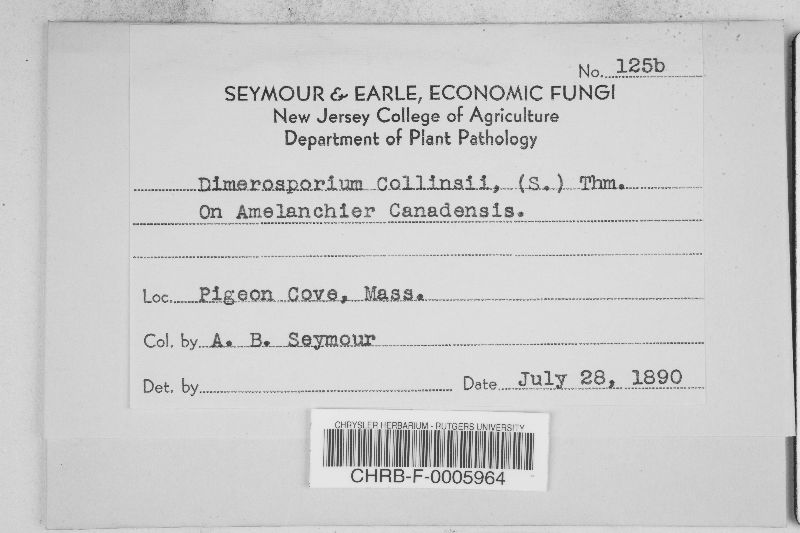 No. 125b
SEYMOUR & EARLE, ECONOMIC FUNGI
New Jersey College of Agriculture
Department of Plant Pathology
Dimerosporium Collinsii, (S.) Thm.
On Amelanchier Canadensis.
Loc. Pigeon Cove, Mass.
Col. by A. B. Seymour
Det. by Date July 28, 1890
CHRYSLER HERBARIUM - RUTGERS UNIVERSITY
CHRB-F-0005964